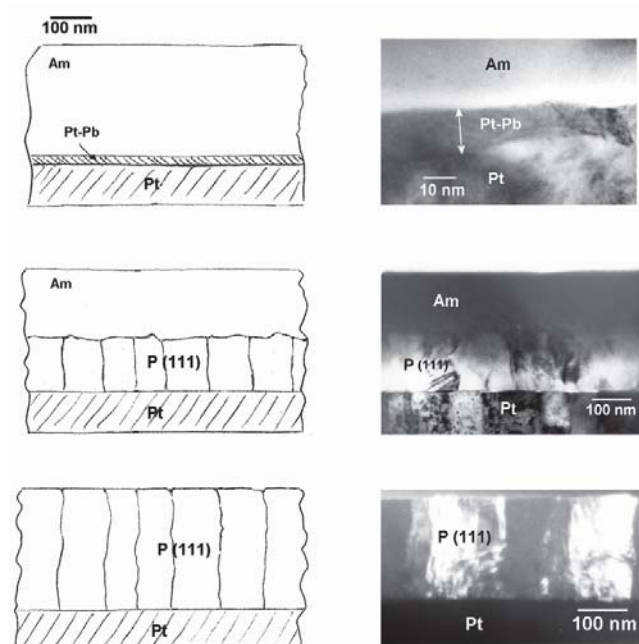 100 nm
Am
Pt-Pb
Pt
Am
Pt-Pb
10 nm
Pt
Am
P (111)
Pt
Am
P (111)
Pt
100 nm
P (111)
Pt
P (111)
100 nm
Pt